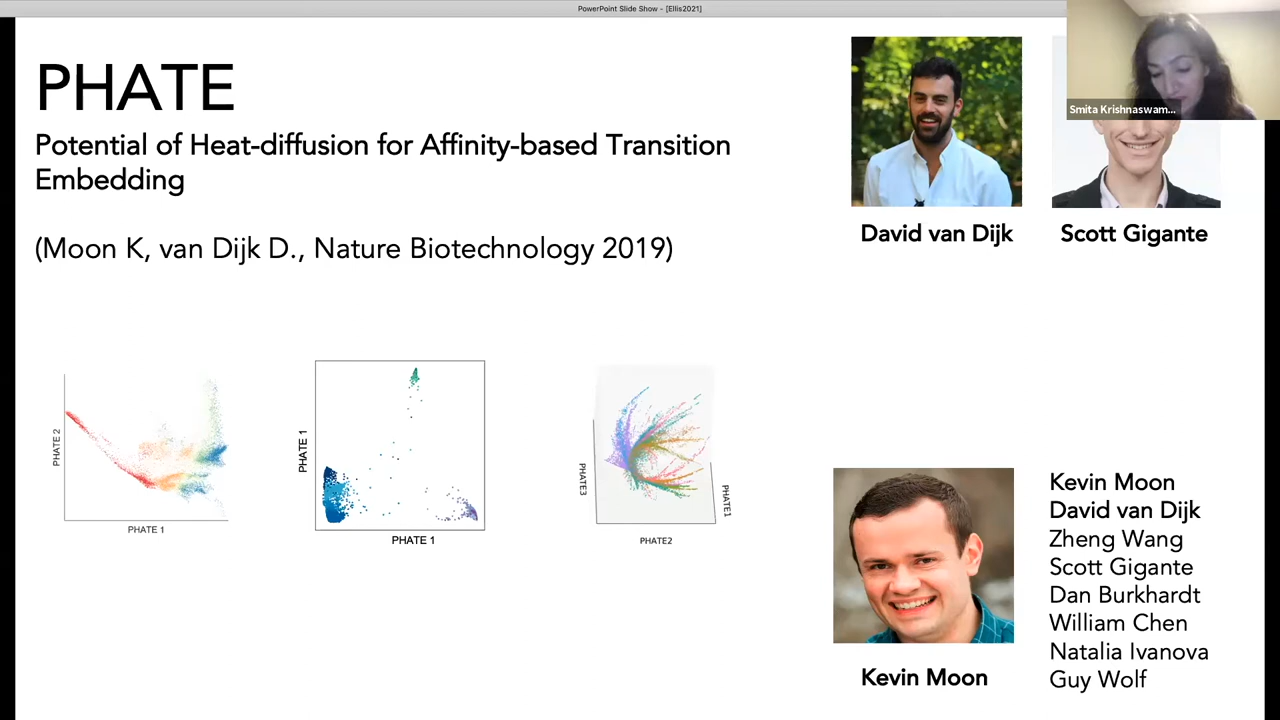 PowerPoint Slide Show - [Ellis2021]
PHATE
Potential of Heat-diffusion for Affinity-based Transition
Embedding
(Moon K, van Dijk D., Nature Biotechnology 2019)
Smita Krishnaswam...
David van Dijk
Scott Gigante
PHATE 2
PHATE 1
PHATE 1
PHATE 1
PHATE3
PHATE1
PHATE2
Kevin Moon
Kevin Moon
David van Dijk
Zheng Wang
Scott Gigante
Dan Burkhardt
William Chen
Natalia Ivanova
Guy Wolf